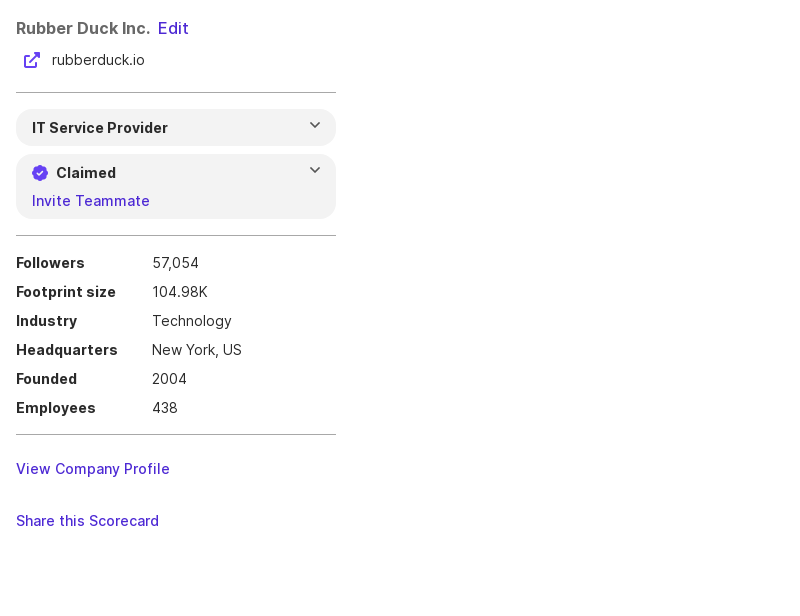 Rubber Duck Inc. Edit
rubberduck.io
IT Service Provider
Claimed
Invite Teammate
Followers 57,054
Footprint size 104.98K
Industry Technology
Headquarters New York, US
Founded 2004
Employees 438
View Company Profile
Share this Scorecard